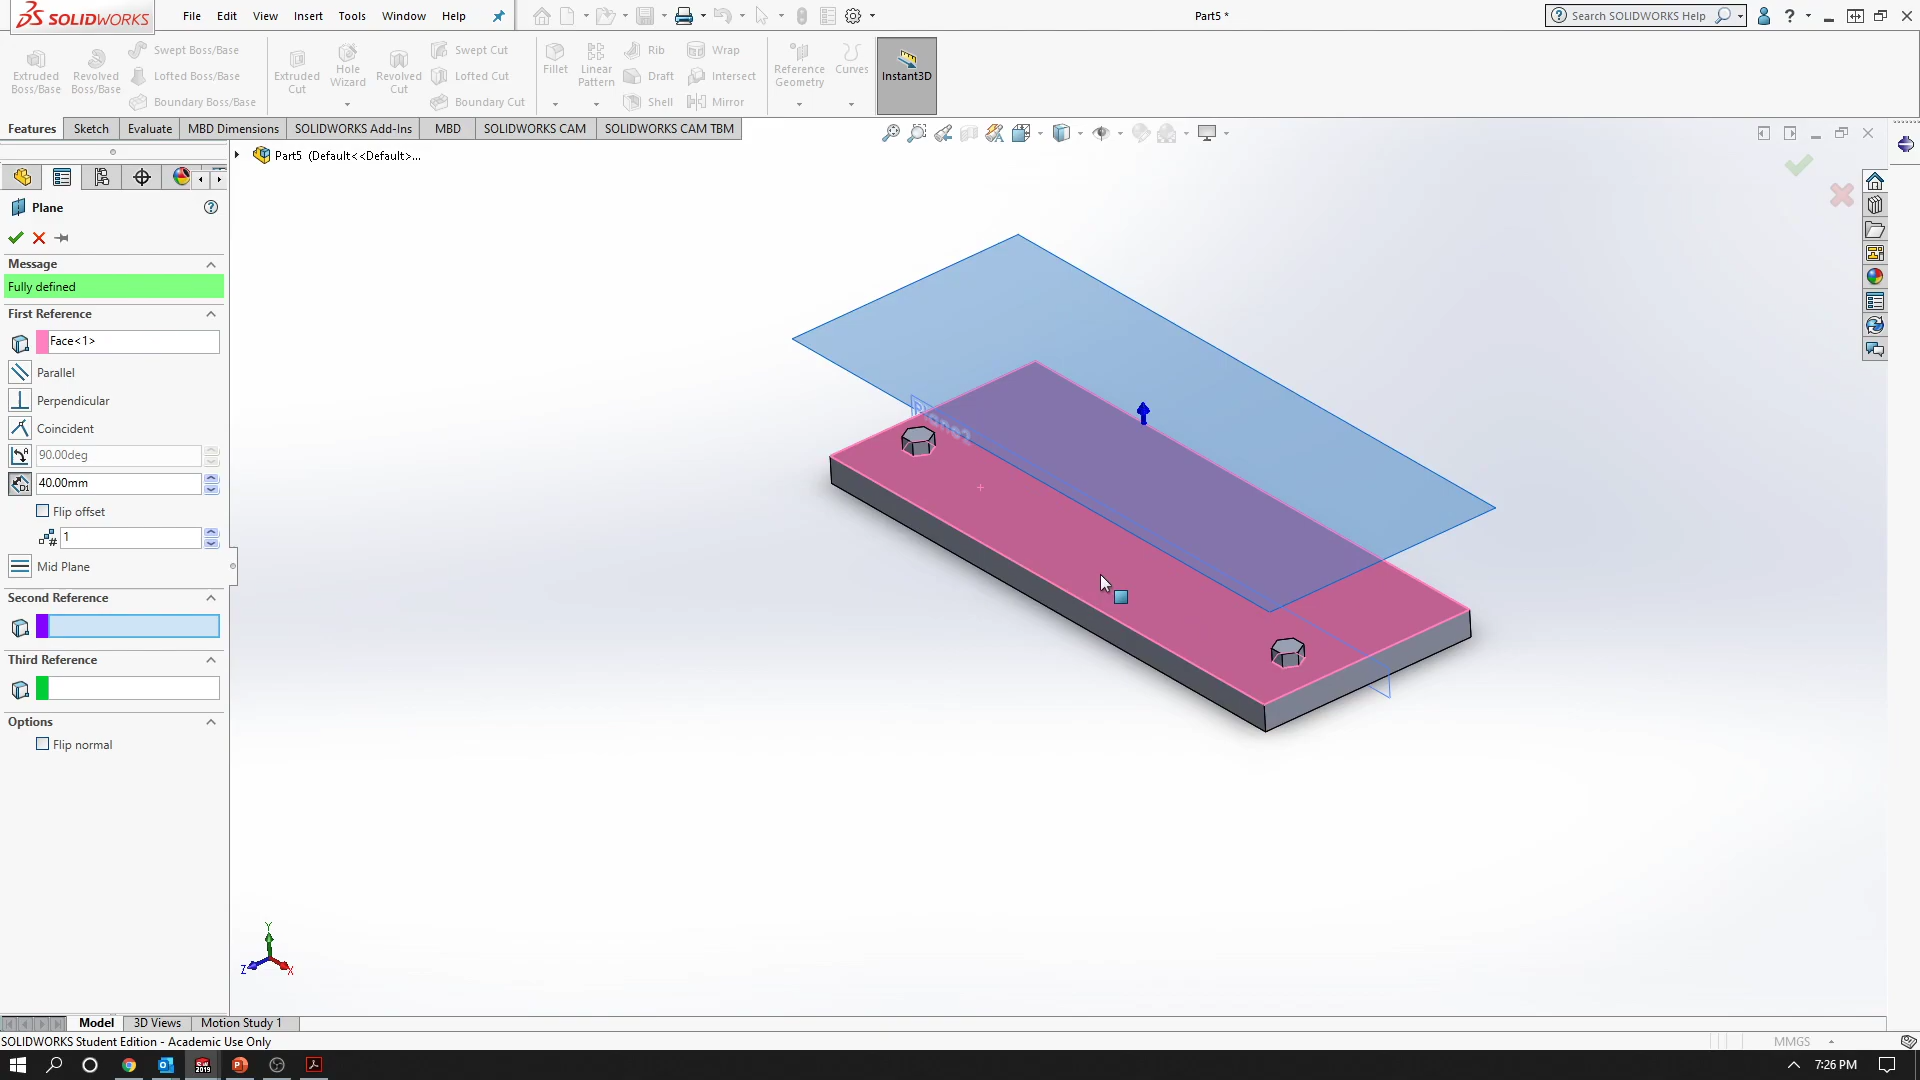 SOLIDWORKS File Edit View Insert Tools Window Help Part5 * Search SOLIDWORKS Help ?
Extruded Boss/Base Revolved Boss/Base Swept Boss/Base Lofted Boss/Base Boundary Boss/Base Extruded Cut Hole Wizard Revolved Cut Swept Cut Lofted Cut Boundary Cut Fillet Linear Pattern Rib Draft Shell Wrap Intersect Mirror Reference Geometry Curves Instant3D
Features Sketch Evaluate MBD Dimensions SOLIDWORKS Add-Ins MBD SOLIDWORKS CAM SOLIDWORKS CAM TBM
Part5 (Default<<Default>...
Plane ?
Message
Fully defined
First Reference
Face<1>
Parallel
Perpendicular
Coincident
90.00deg
40.00mm
Flip offset
1
Mid Plane
Second Reference
Third Reference
Options
Flip normal
Y
Z X
Model 3D Views Motion Study 1
SOLIDWORKS Student Edition - Academic Use Only MMGS
2019
7:26 PM